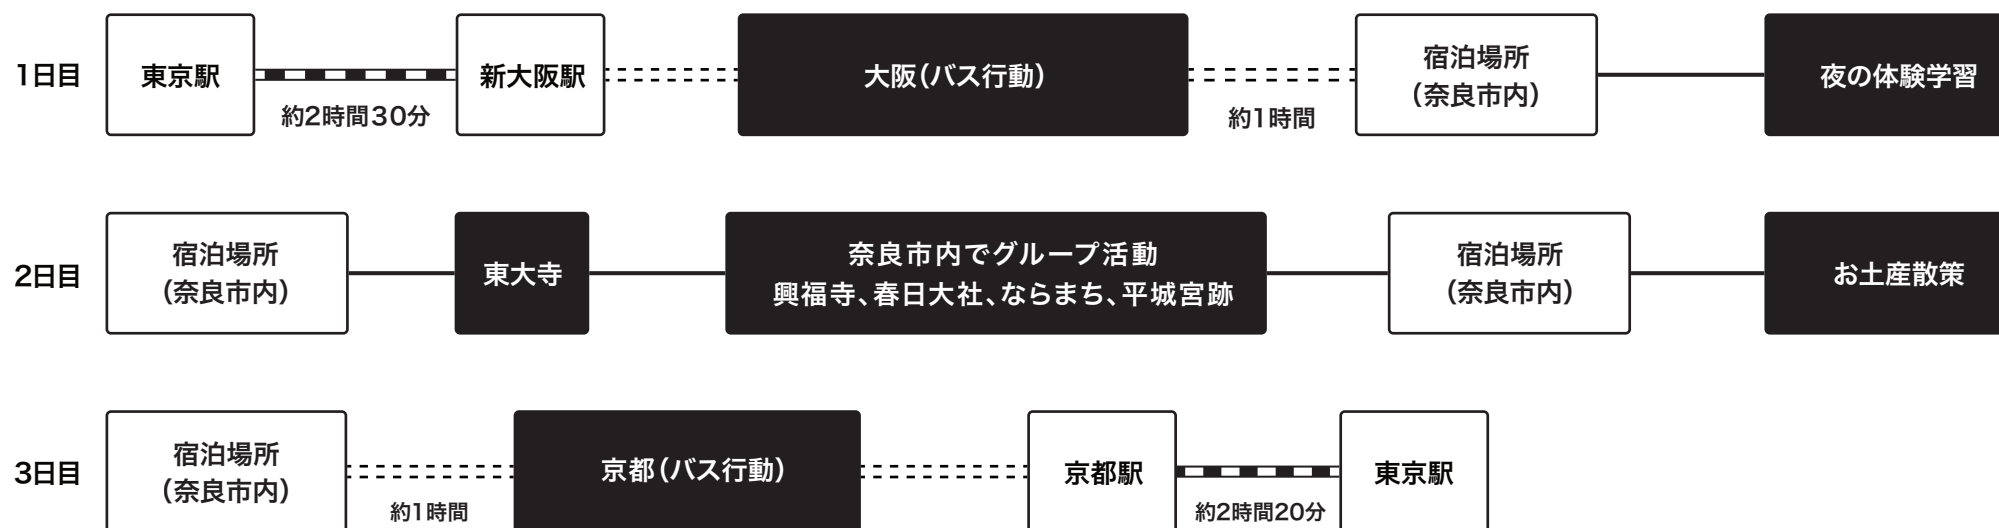 1日目
東京駅
約2時間30分
新大阪駅
大阪(バス行動)
約1時間
宿泊場所
(奈良市内)
夜の体験学習
2日目
宿泊場所
(奈良市内)
東大寺
奈良市内でグループ活動
興福寺、春日大社、ならまち、平城宮跡
宿泊場所
(奈良市内)
お土産散策
3日目
宿泊場所
(奈良市内)
約1時間
京都(バス行動)
京都駅
約2時間20分
東京駅